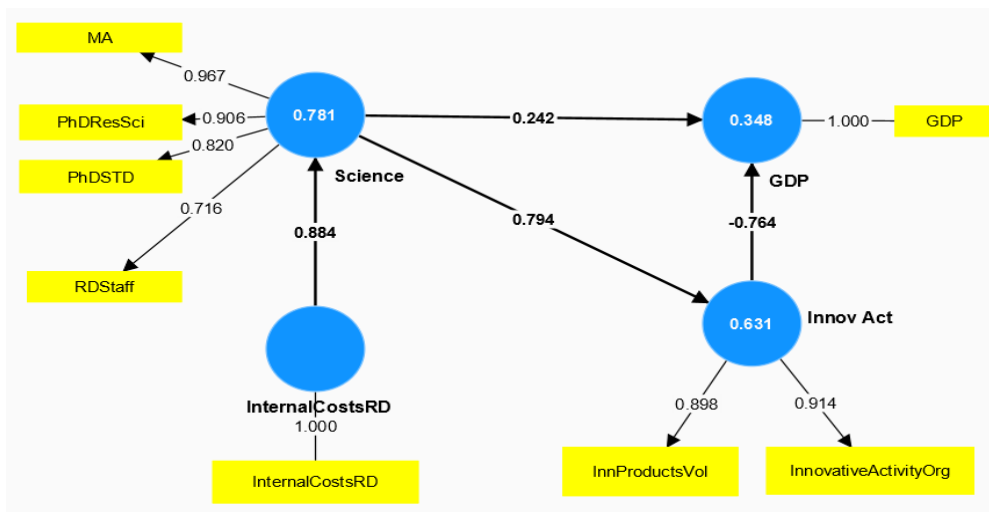 MA
0.967
PhDResSci
0.906
0.781
0.242
0.348
1.000
GDP
0.820
PhDSTD
Science
GDP
0.716
0.884
0.794
-0.764
RDStaff
0.631
Innov Act
InternalCostsRD
1.000
0.898
0.914
InternalCostsRD
InnProductsVol
InnovativeActivityOrg